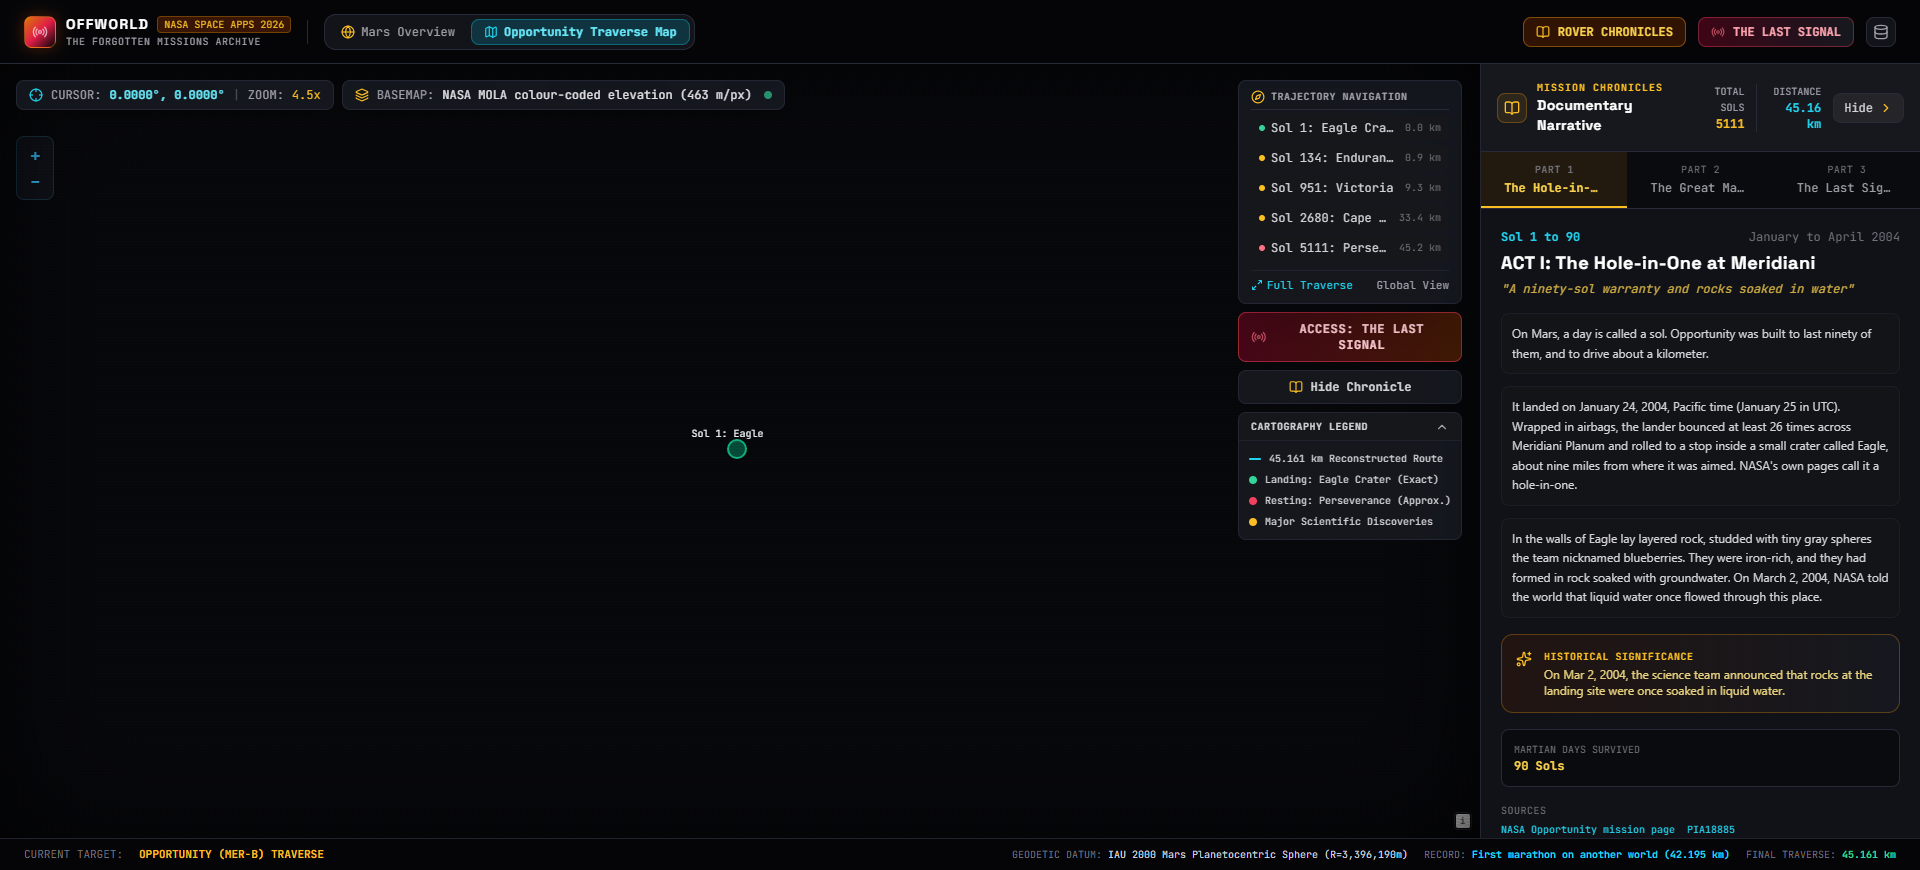 OFFWORLD
NASA SPACE APPS 2026
THE FORGOTTEN MISSIONS ARCHIVE
Mars Overview
Opportunity Traverse Map
ROVER CHRONICLES
THE LAST SIGNAL
CURSOR: 0.0000°, 0.0000° | ZOOM: 4.5x
BASEMAP: NASA MOLA colour-coded elevation (463 m/px)
+
−
Sol 1: Eagle
TRAJECTORY NAVIGATION
Sol 1: Eagle Cra… 0.0 km
Sol 134: Enduran… 0.9 km
Sol 951: Victoria 9.3 km
Sol 2680: Cape … 33.4 km
Sol 5111: Perse… 45.2 km
Full Traverse
Global View
ACCESS: THE LAST
SIGNAL
Hide Chronicle
CARTOGRAPHY LEGEND
45.161 km Reconstructed Route
Landing: Eagle Crater (Exact)
Resting: Perseverance (Approx.)
Major Scientific Discoveries
i
MISSION CHRONICLES
Documentary
Narrative
TOTAL
SOLS
5111
DISTANCE
45.16
km
Hide
PART 1
The Hole-in-…
PART 2
The Great Ma…
PART 3
The Last Sig…
Sol 1 to 90
January to April 2004
ACT I: The Hole-in-One at Meridiani
"A ninety-sol warranty and rocks soaked in water"
On Mars, a day is called a sol. Opportunity was built to last ninety of
them, and to drive about a kilometer.
It landed on January 24, 2004, Pacific time (January 25 in UTC).
Wrapped in airbags, the lander bounced at least 26 times across
Meridiani Planum and rolled to a stop inside a small crater called Eagle,
about nine miles from where it was aimed. NASA's own pages call it a
hole-in-one.
In the walls of Eagle lay layered rock, studded with tiny gray spheres
the team nicknamed blueberries. They were iron-rich, and they had
formed in rock soaked with groundwater. On March 2, 2004, NASA told
the world that liquid water once flowed through this place.
HISTORICAL SIGNIFICANCE
On Mar 2, 2004, the science team announced that rocks at the
landing site were once soaked in liquid water.
MARTIAN DAYS SURVIVED
90 Sols
SOURCES
NASA Opportunity mission page PIA18885
CURRENT TARGET: OPPORTUNITY (MER-B) TRAVERSE
GEODETIC DATUM: IAU 2000 Mars Planetocentric Sphere (R=3,396,190m)
RECORD: First marathon on another world (42.195 km)
FINAL TRAVERSE: 45.161 km